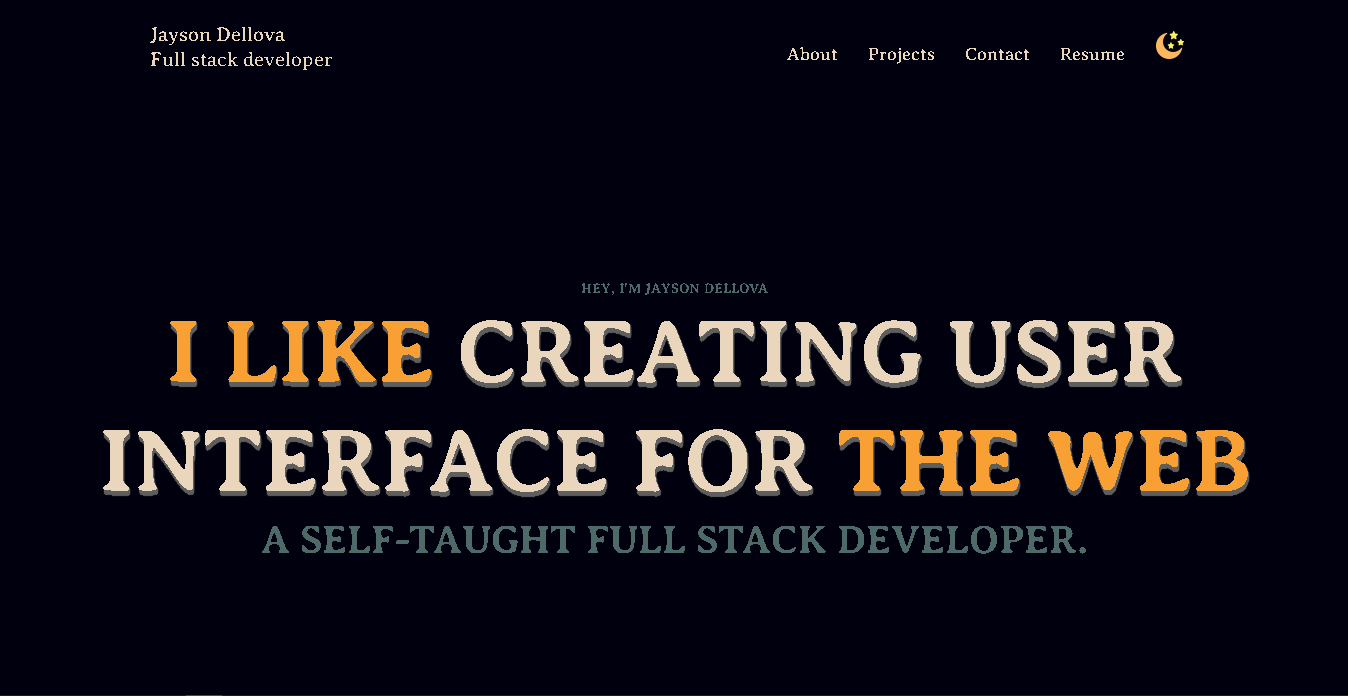 Jayson Dellova
Full stack developer
About Projects Contact Resume
HEY, I'M JAYSON DELLOVA
I LIKE CREATING USER
INTERFACE FOR THE WEB
A SELF-TAUGHT FULL STACK DEVELOPER.